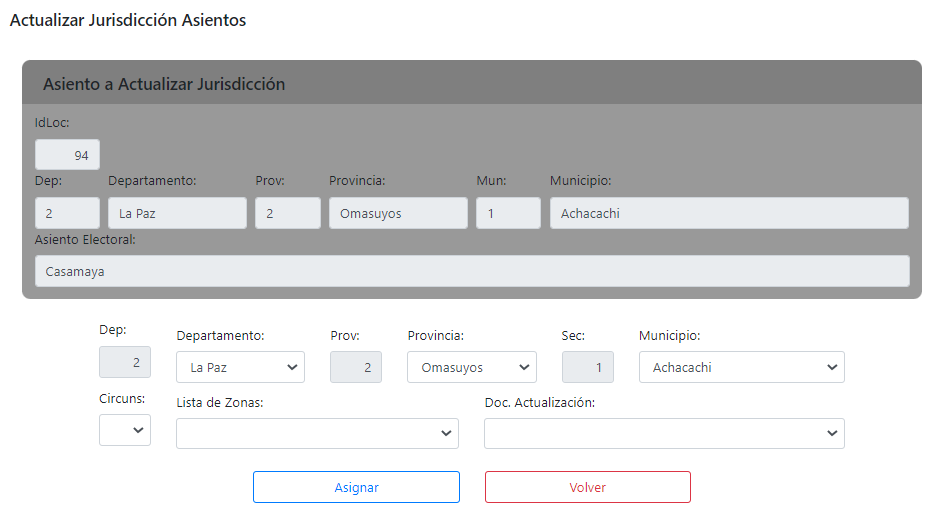 Actualizar Jurisdicción Asientos
Asiento a Actualizar Jurisdicción
IdLoc:
94
Dep: Departamento: Prov: Provincia: Mun: Municipio:
2 La Paz 2 Omasuyos 1 Achacachi
Asiento Electoral:
Casamaya
Dep: Departamento: Prov: Provincia: Sec: Municipio:
2 La Paz 2 Omasuyos 1 Achacachi
Circuns: Lista de Zonas: Doc. Actualización:
Asignar Volver